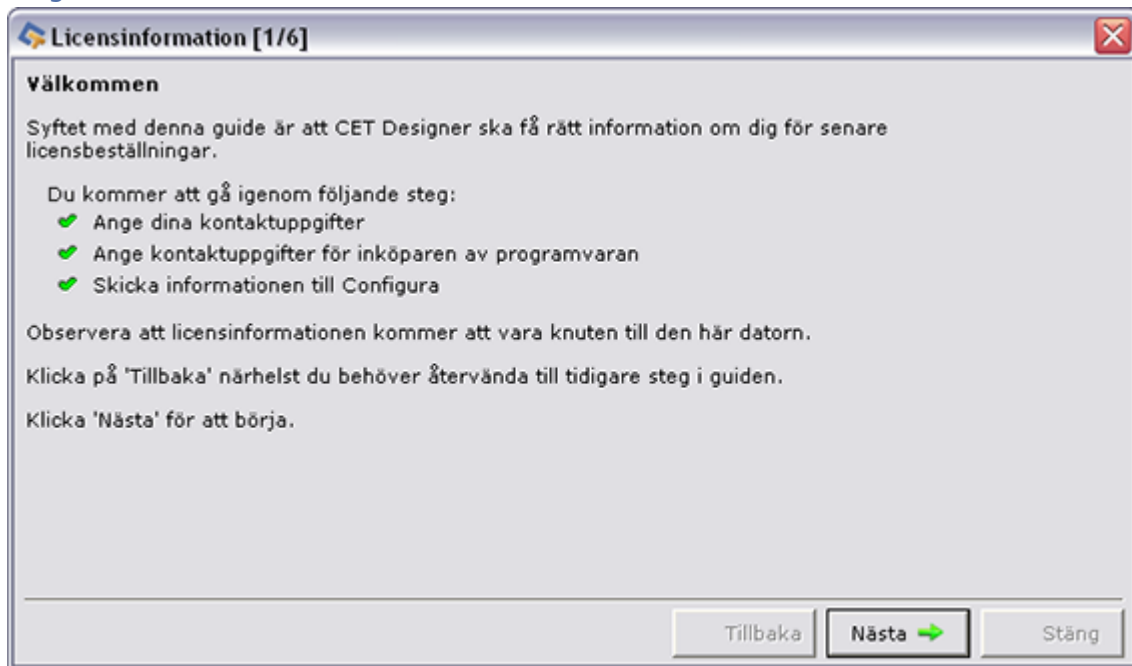 Licensinformation [1/6]
Välkommen
Syftet med denna guide är att CET Designer ska få rätt information om dig för senare
licensbeställningar.
Du kommer att gå igenom följande steg:
Ange dina kontaktuppgifter
Ange kontaktuppgifter för inköparen av programvaran
Skicka informationen till Configura
Observera att licensinformationen kommer att vara knuten till den här datorn.
Klicka på 'Tillbaka' närhelst du behöver återvända till tidigare steg i guiden.
Klicka 'Nästa' för att börja.
Tillbaka Nästa Stäng